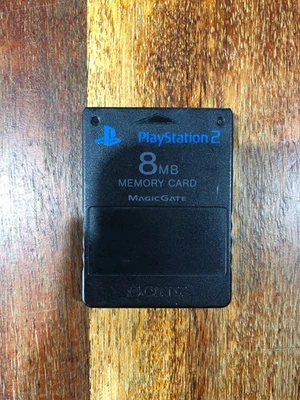 PlayStation 2
8MB
MEMORY CARD
MAGICGATE
SONY